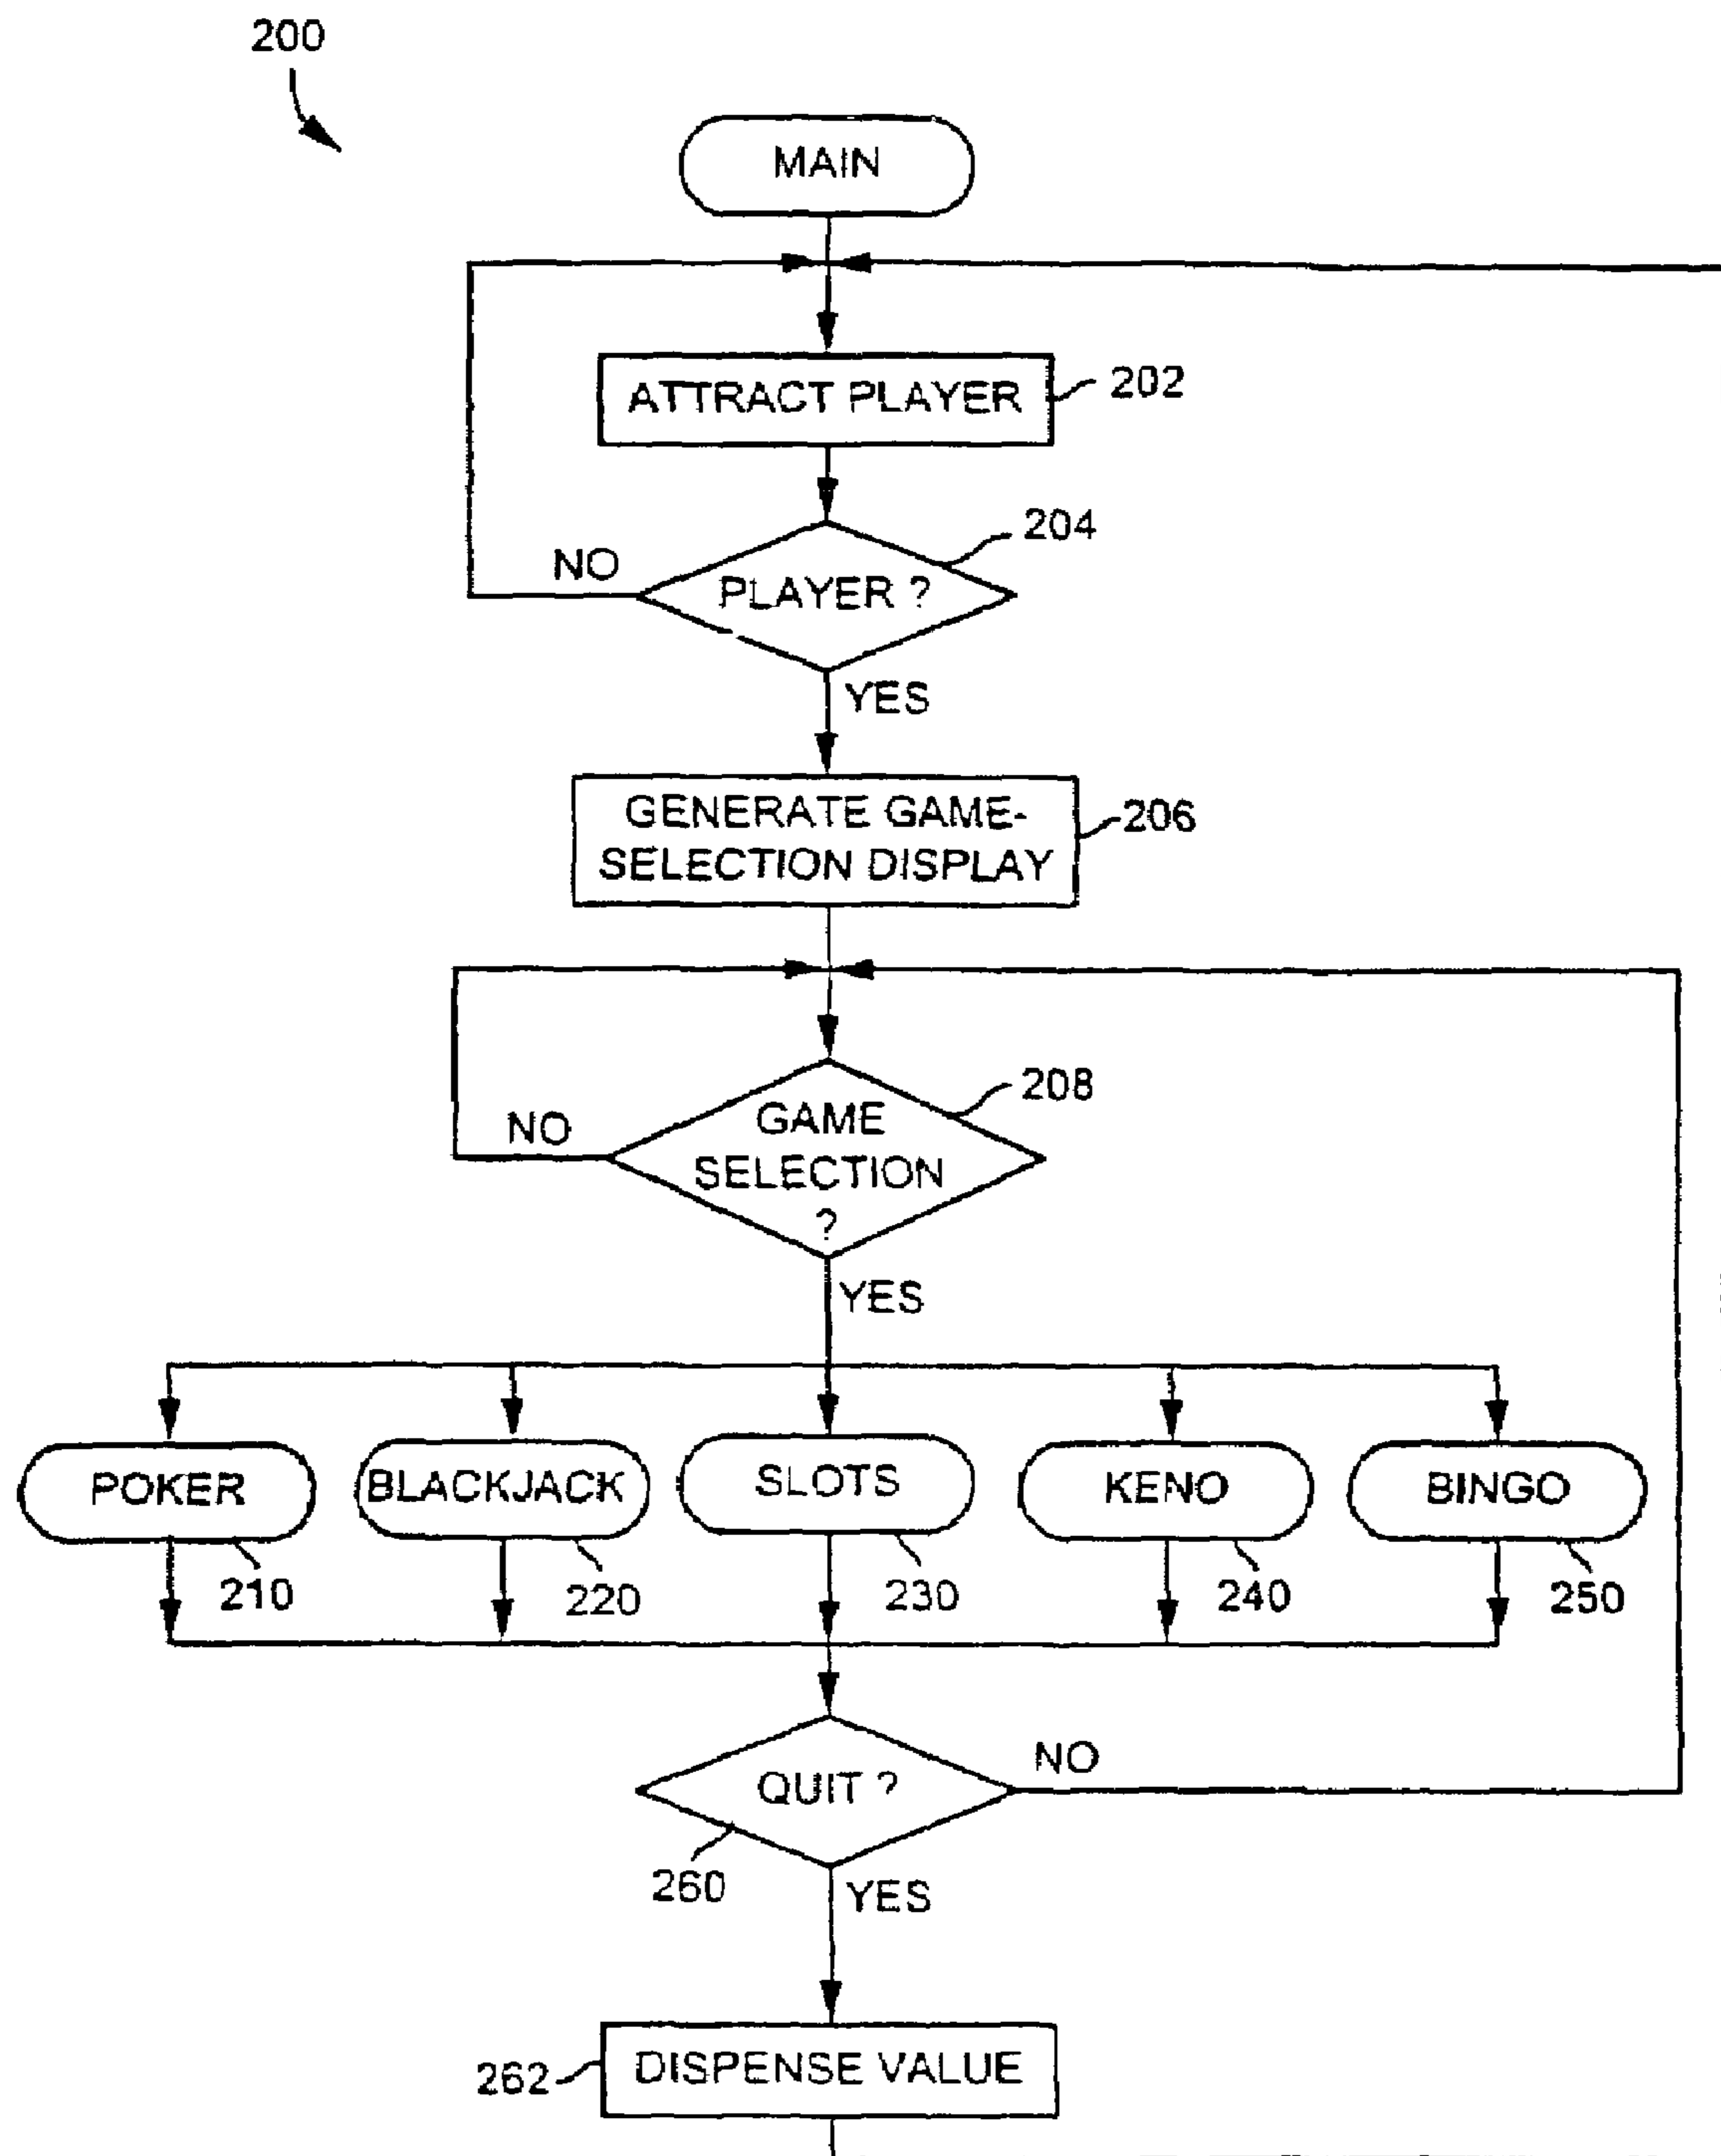 200
MAIN
ATTRACT PLAYER
202
204
NO
PLAYER ?
YES
GENERATE GAME-
SELECTION DISPLAY
206
208
NO
GAME
SELECTION
?
YES
POKER
BLACKJACK
SLOTS
KENO
BINGO
210
220
230
240
250
NO
QUIT ?
260
YES
262
DISPENSE VALUE